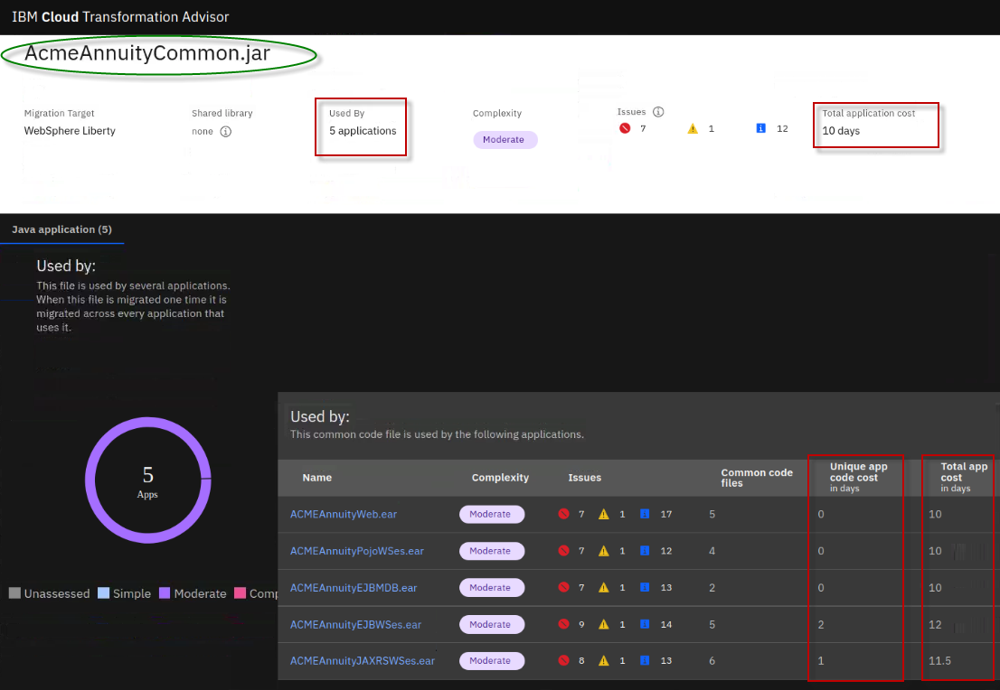 IBM Cloud Transformation Advisor
AcmeAnnuityCommon.jar
Migration Target
WebSphere Liberty
Shared library
none
Used By
5 applications
Complexity
Moderate
Issues
7 1 12
Total application cost
10 days
Java application (5)
Used by:
This file is used by several applications.
When this file is migrated one time it is
migrated across every application that
uses it.
5
Apps
Unassessed Simple Moderate Comp
Used by:
This common code file is used by the following applications.
Name Complexity Issues Common code files Unique app code cost in days Total app cost in days
ACMEAnnuityWeb.ear Moderate 7 1 17 5 0 10
ACMEAnnuityPojoWSes.ear Moderate 7 1 12 4 0 10
ACMEAnnuityEJBMDB.ear Moderate 7 1 13 2 0 10
ACMEAnnuityEJBWSes.ear Moderate 9 1 14 5 2 12
ACMEAnnuityJAXRSWSes.ear Moderate 8 1 13 6 1 11.5